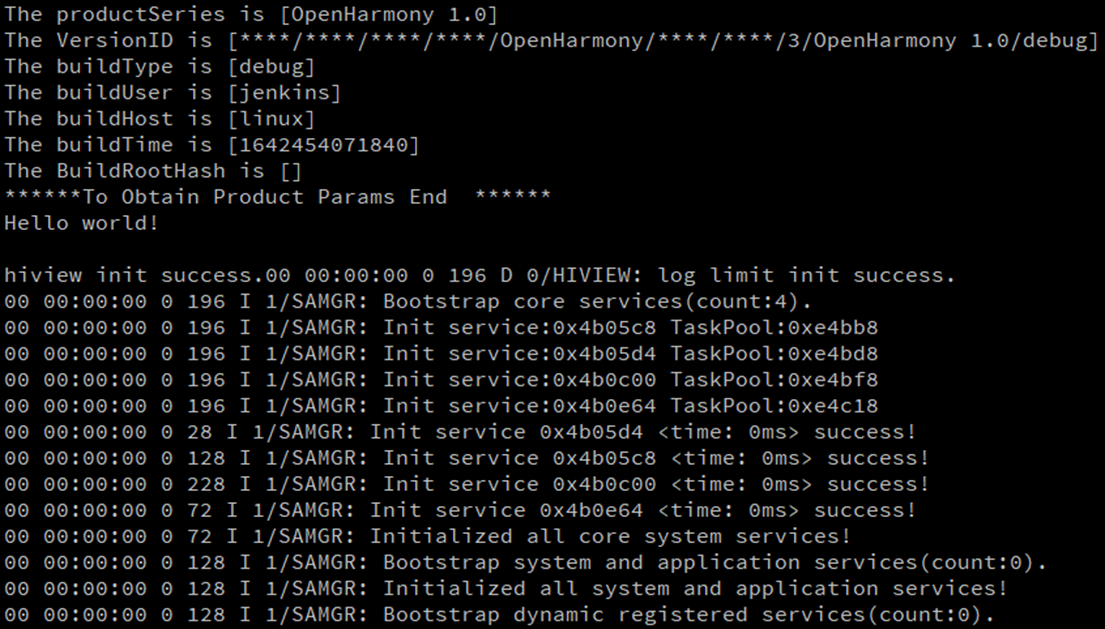 The productSeries is [OpenHarmony 1.0]
The VersionID is [****/****/****/****/OpenHarmony/****/****/3/OpenHarmony 1.0/debug]
The buildType is [debug]
The buildUser is [jenkins]
The buildHost is [linux]
The buildTime is [1642454071840]
The BuildRootHash is []
******To Obtain Product Params End  ******
Hello world!
hiview init success.00 00:00:00 0 196 D 0/HIVIEW: log limit init success.
00 00:00:00 0 196 I 1/SAMGR: Bootstrap core services(count:4).
00 00:00:00 0 196 I 1/SAMGR: Init service:0x4b05c8 TaskPool:0xe4bb8
00 00:00:00 0 196 I 1/SAMGR: Init service:0x4b05d4 TaskPool:0xe4bd8
00 00:00:00 0 196 I 1/SAMGR: Init service:0x4b0c00 TaskPool:0xe4bf8
00 00:00:00 0 196 I 1/SAMGR: Init service:0x4b0e64 TaskPool:0xe4c18
00 00:00:00 0 28 I 1/SAMGR: Init service 0x4b05d4 <time: 0ms> success!
00 00:00:00 0 128 I 1/SAMGR: Init service 0x4b05c8 <time: 0ms> success!
00 00:00:00 0 228 I 1/SAMGR: Init service 0x4b0c00 <time: 0ms> success!
00 00:00:00 0 72 I 1/SAMGR: Init service 0x4b0e64 <time: 0ms> success!
00 00:00:00 0 72 I 1/SAMGR: Initialized all core system services!
00 00:00:00 0 128 I 1/SAMGR: Bootstrap system and application services(count:0).
00 00:00:00 0 128 I 1/SAMGR: Initialized all system and application services!
00 00:00:00 0 128 I 1/SAMGR: Bootstrap dynamic registered services(count:0).